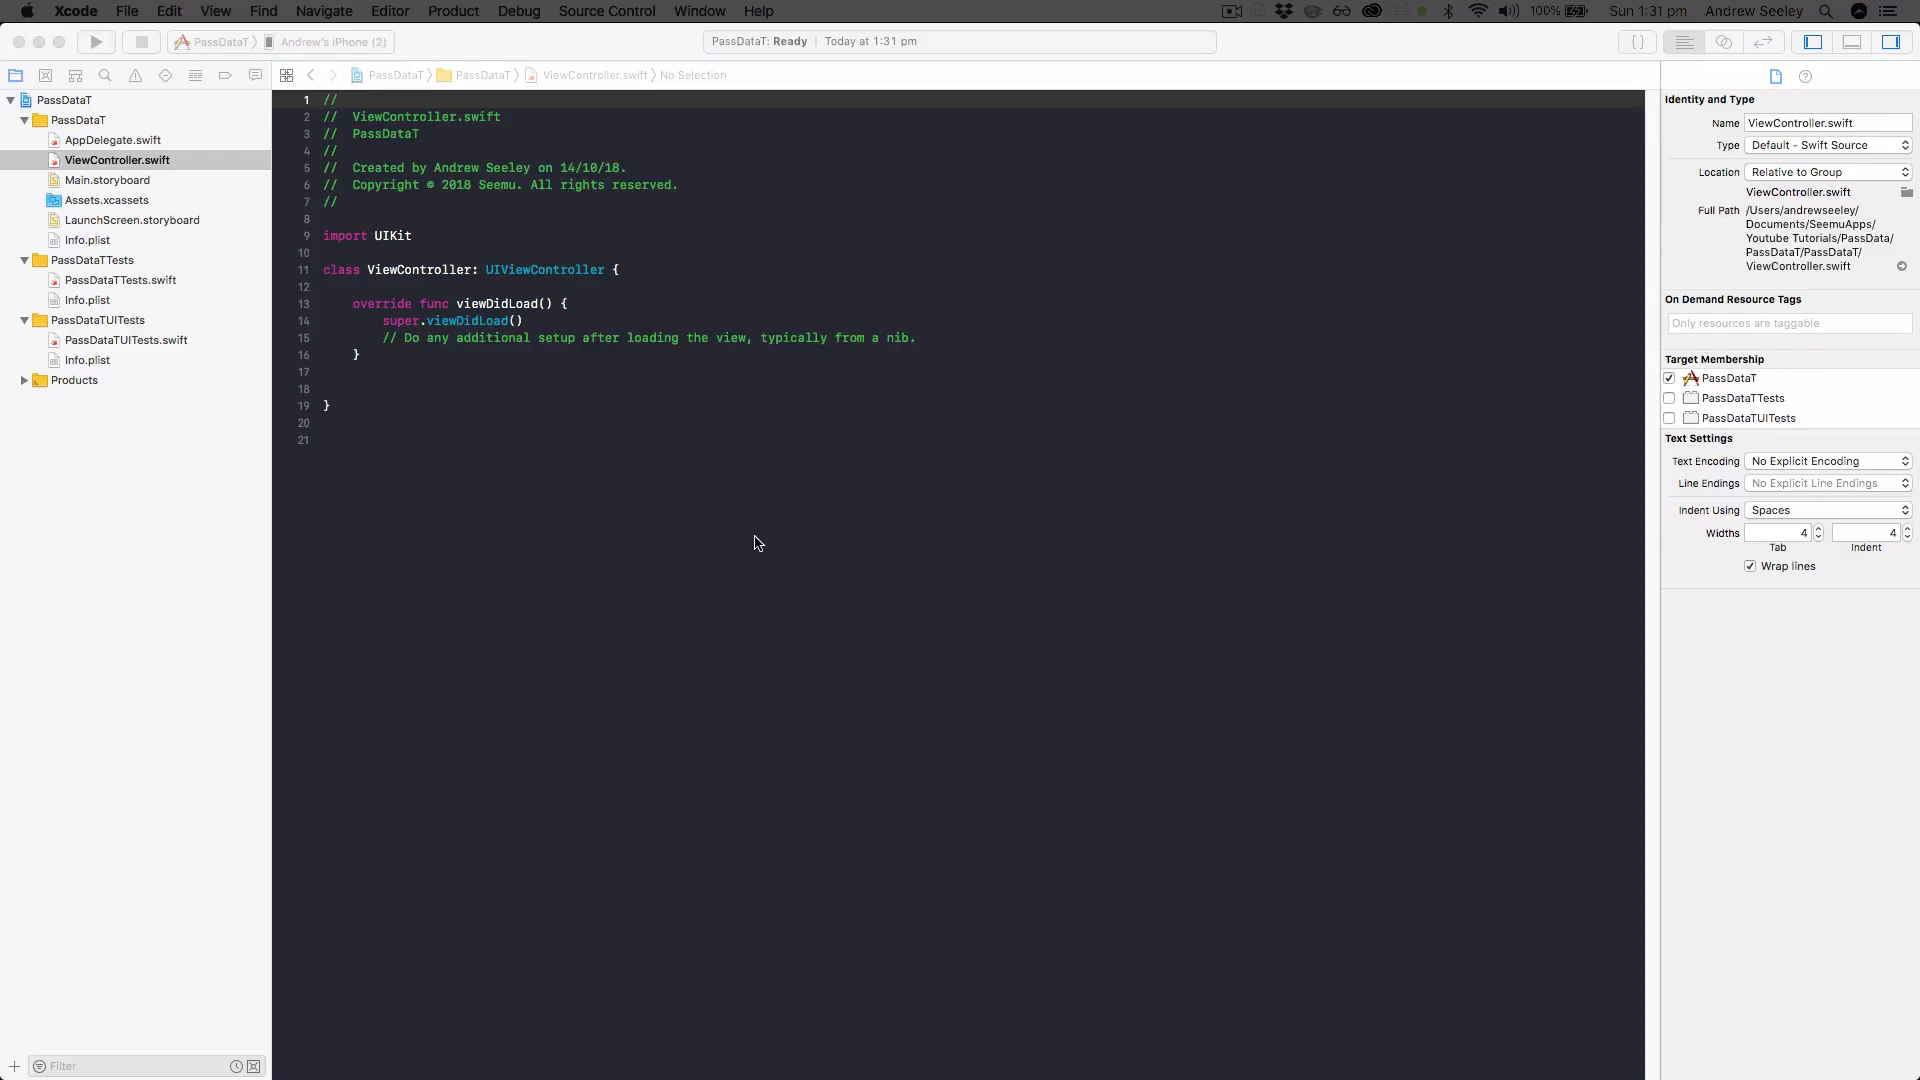 Xcode File Edit View Find Navigate Editor Product Debug Source Control Window Help 100% Sun 1:31 pm Andrew Seeley
PassDataT Andrew's iPhone (2) PassDataT: Ready Today at 1:31 pm { }
PassDataT PassDataT ViewController.swift No Selection
PassDataT
PassDataT
AppDelegate.swift
ViewController.swift
Main.storyboard
Assets.xcassets
LaunchScreen.storyboard
Info.plist
PassDataTTests
PassDataTTests.swift
Info.plist
PassDataTUITests
PassDataTUITests.swift
Info.plist
Products
Filter
1 //
2 // ViewController.swift
3 // PassDataT
4 //
5 // Created by Andrew Seeley on 14/10/18.
6 // Copyright © 2018 Seemu. All rights reserved.
7 //
8
9 import UIKit
10
11 class ViewController: UIViewController {
12
13 override func viewDidLoad() {
14 super.viewDidLoad()
15 // Do any additional setup after loading the view, typically from a nib.
16 }
17
18
19 }
20
21
Identity and Type
Name ViewController.swift
Type Default - Swift Source
Location Relative to Group
ViewController.swift
Full Path /Users/andrewseeley/
Documents/SeemuApps/
Youtube Tutorials/PassData/
PassDataT/PassDataT/
ViewController.swift
On Demand Resource Tags
Only resources are taggable
Target Membership
PassDataT
PassDataTTests
PassDataTUITests
Text Settings
Text Encoding No Explicit Encoding
Line Endings No Explicit Line Endings
Indent Using Spaces
Widths 4 4
Tab Indent
Wrap lines